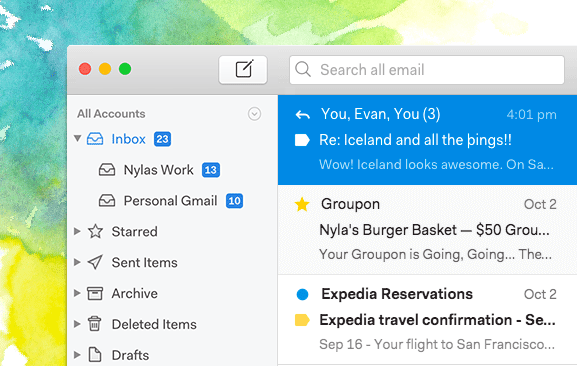 Search all email
All Accounts
Inbox 23
Nylas Work 13
Personal Gmail 10
Starred
Sent Items
Archive
Deleted Items
Drafts
You, Evan, You (3) 4:01 pm
Re: Iceland and all the þings!!
Wow! Iceland looks awesome. On Sa...
Groupon Oct 2
Nyla's Burger Basket — $50 Grou...
Your Groupon is Going, Going... The...
Expedia Reservations Oct 2
Expedia travel confirmation - Se...
Sep 16 - Your flight to San Francisco...